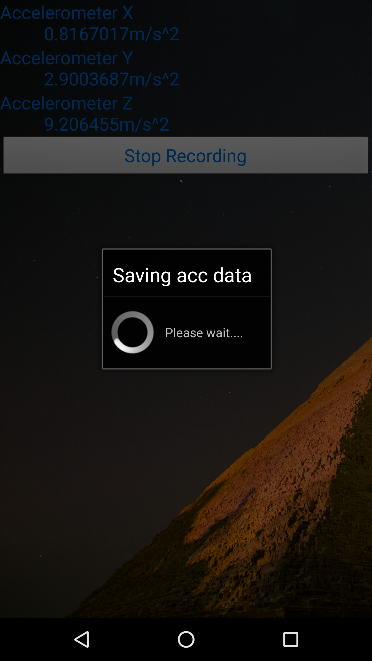 Accelerometer X
0.8167017m/s^2
Accelerometer Y
2.9003687m/s^2
Accelerometer Z
9.206455m/s^2
Stop Recording
Saving acc data
Please wait....